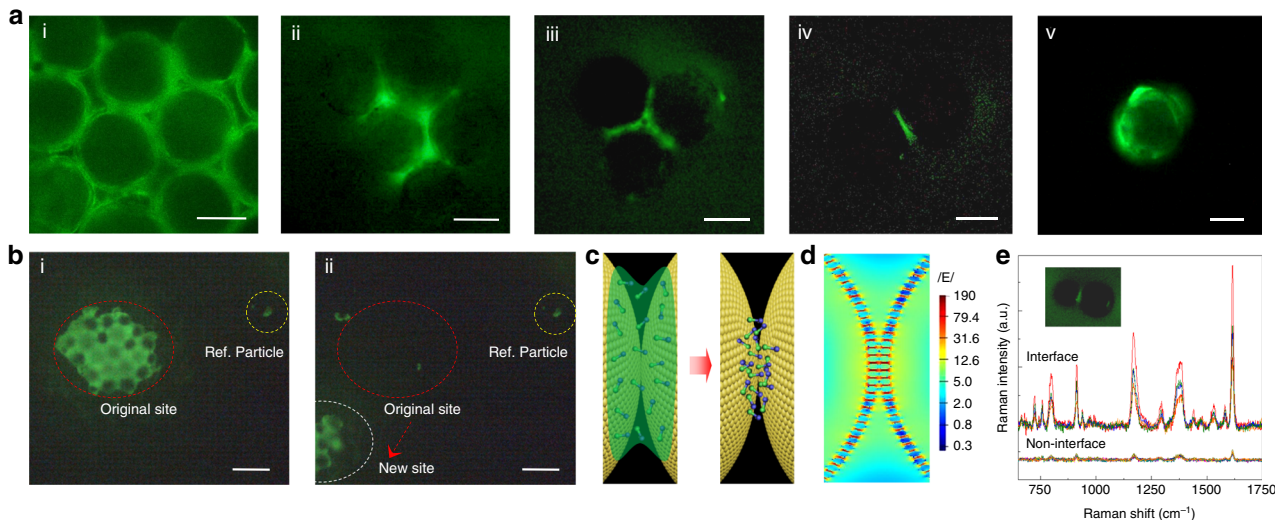 a
i
ii
iii
iv
v
b
i
Ref. Particle
Original site
ii
Ref. Particle
Original site
New site
c
d
/E/
190
79.4
31.6
12.6
5.0
2.0
0.8
0.3
e
Raman intensity (a.u.)
Interface
Non-interface
750 1000 1250 1500 1750
Raman shift (cm⁻¹)